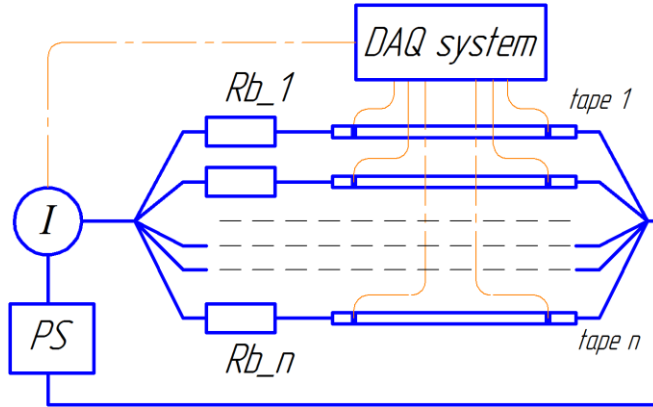 DAQ system
Rb_1
tape 1
I
PS
Rb_n
tape n